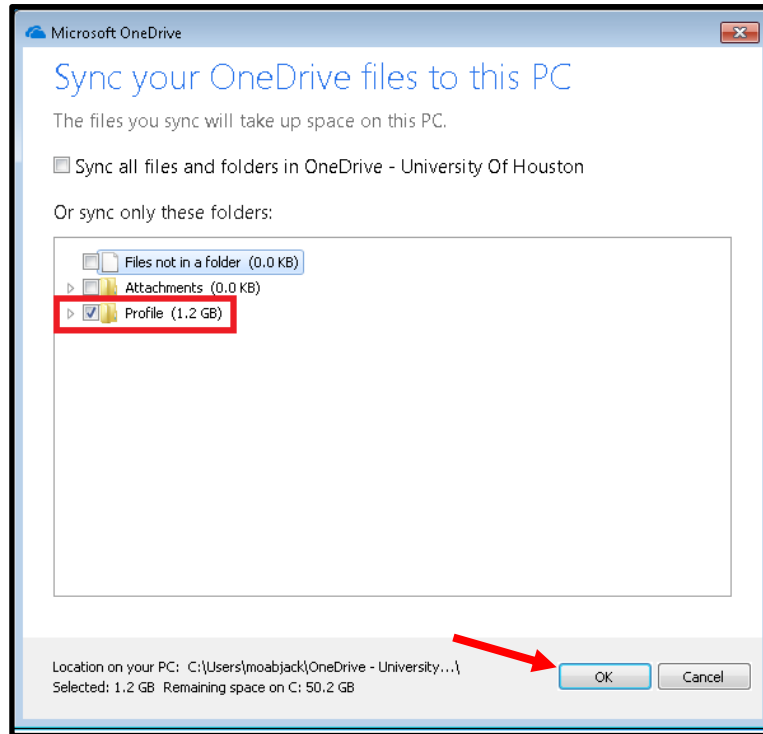 Microsoft OneDrive
Sync your OneDrive files to this PC
The files you sync will take up space on this PC.
Sync all files and folders in OneDrive - University Of Houston
Or sync only these folders:
Files not in a folder (0.0 KB)
Attachments (0.0 KB)
Profile (1.2 GB)
Location on your PC: C:\Users\moabjack\OneDrive - University...\
Selected: 1.2 GB Remaining space on C: 50.2 GB
OK Cancel